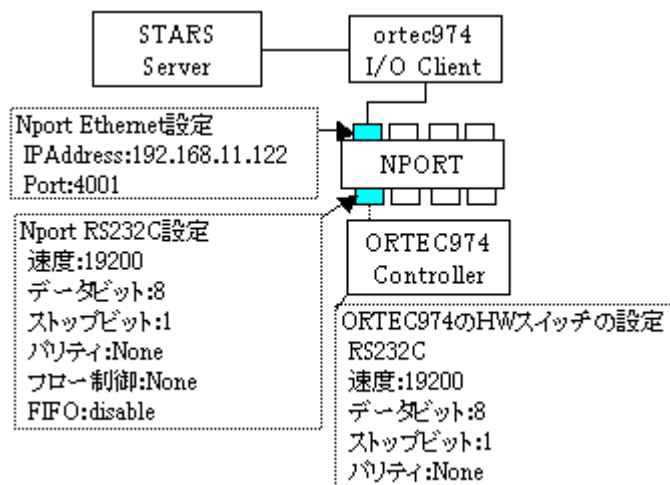 STARS
Server
ortec974
I/O Client
Nport Ethernet設定
IPAddress:192.168.11.122
Port:4001
NPORT
Nport RS232C設定
速度:19200
データビット:8
ストップビット:1
パリティ:None
フロー制御:None
FIFO:disable
ORTEC974
Controller
ORTEC974のHWスイッチの設定
RS232C
速度:19200
データビット:8
ストップビット:1
パリティ:None